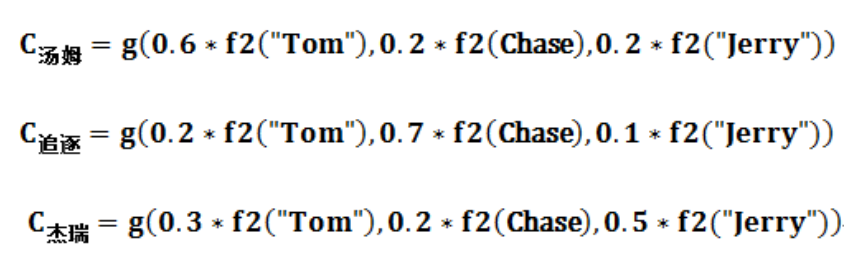 C汤姆 = g(0.6 * f2("Tom"),0.2 * f2(Chase),0.2 * f2("Jerry"))
C追逐 = g(0.2 * f2("Tom"),0.7 * f2(Chase),0.1 * f2("Jerry"))
C杰瑞 = g(0.3 * f2("Tom"),0.2 * f2(Chase),0.5 * f2("Jerry"))